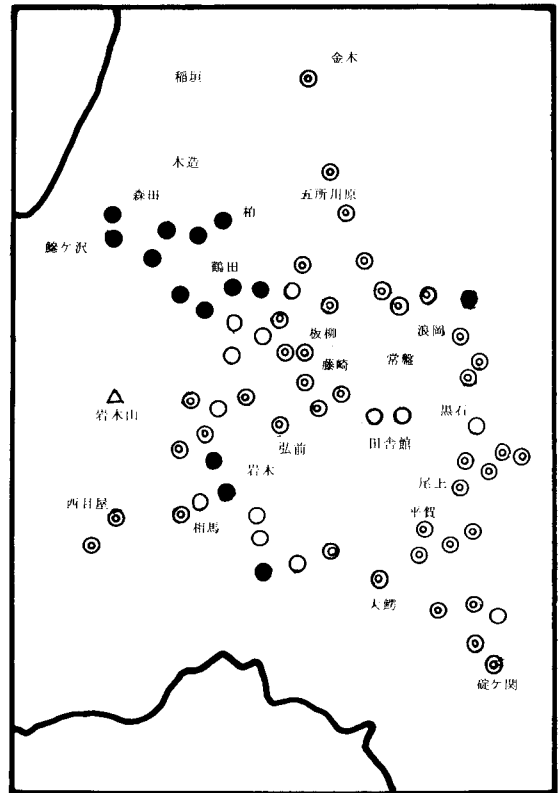 金木
稲垣
木造
五所川原
森田
柏
鰺ケ沢
鶴田
浪岡
板柳
常盤
藤崎
岩木山
黒石
田舎館
弘前
岩木
尾上
西目屋
相馬
平賀
大鰐
碇ケ関